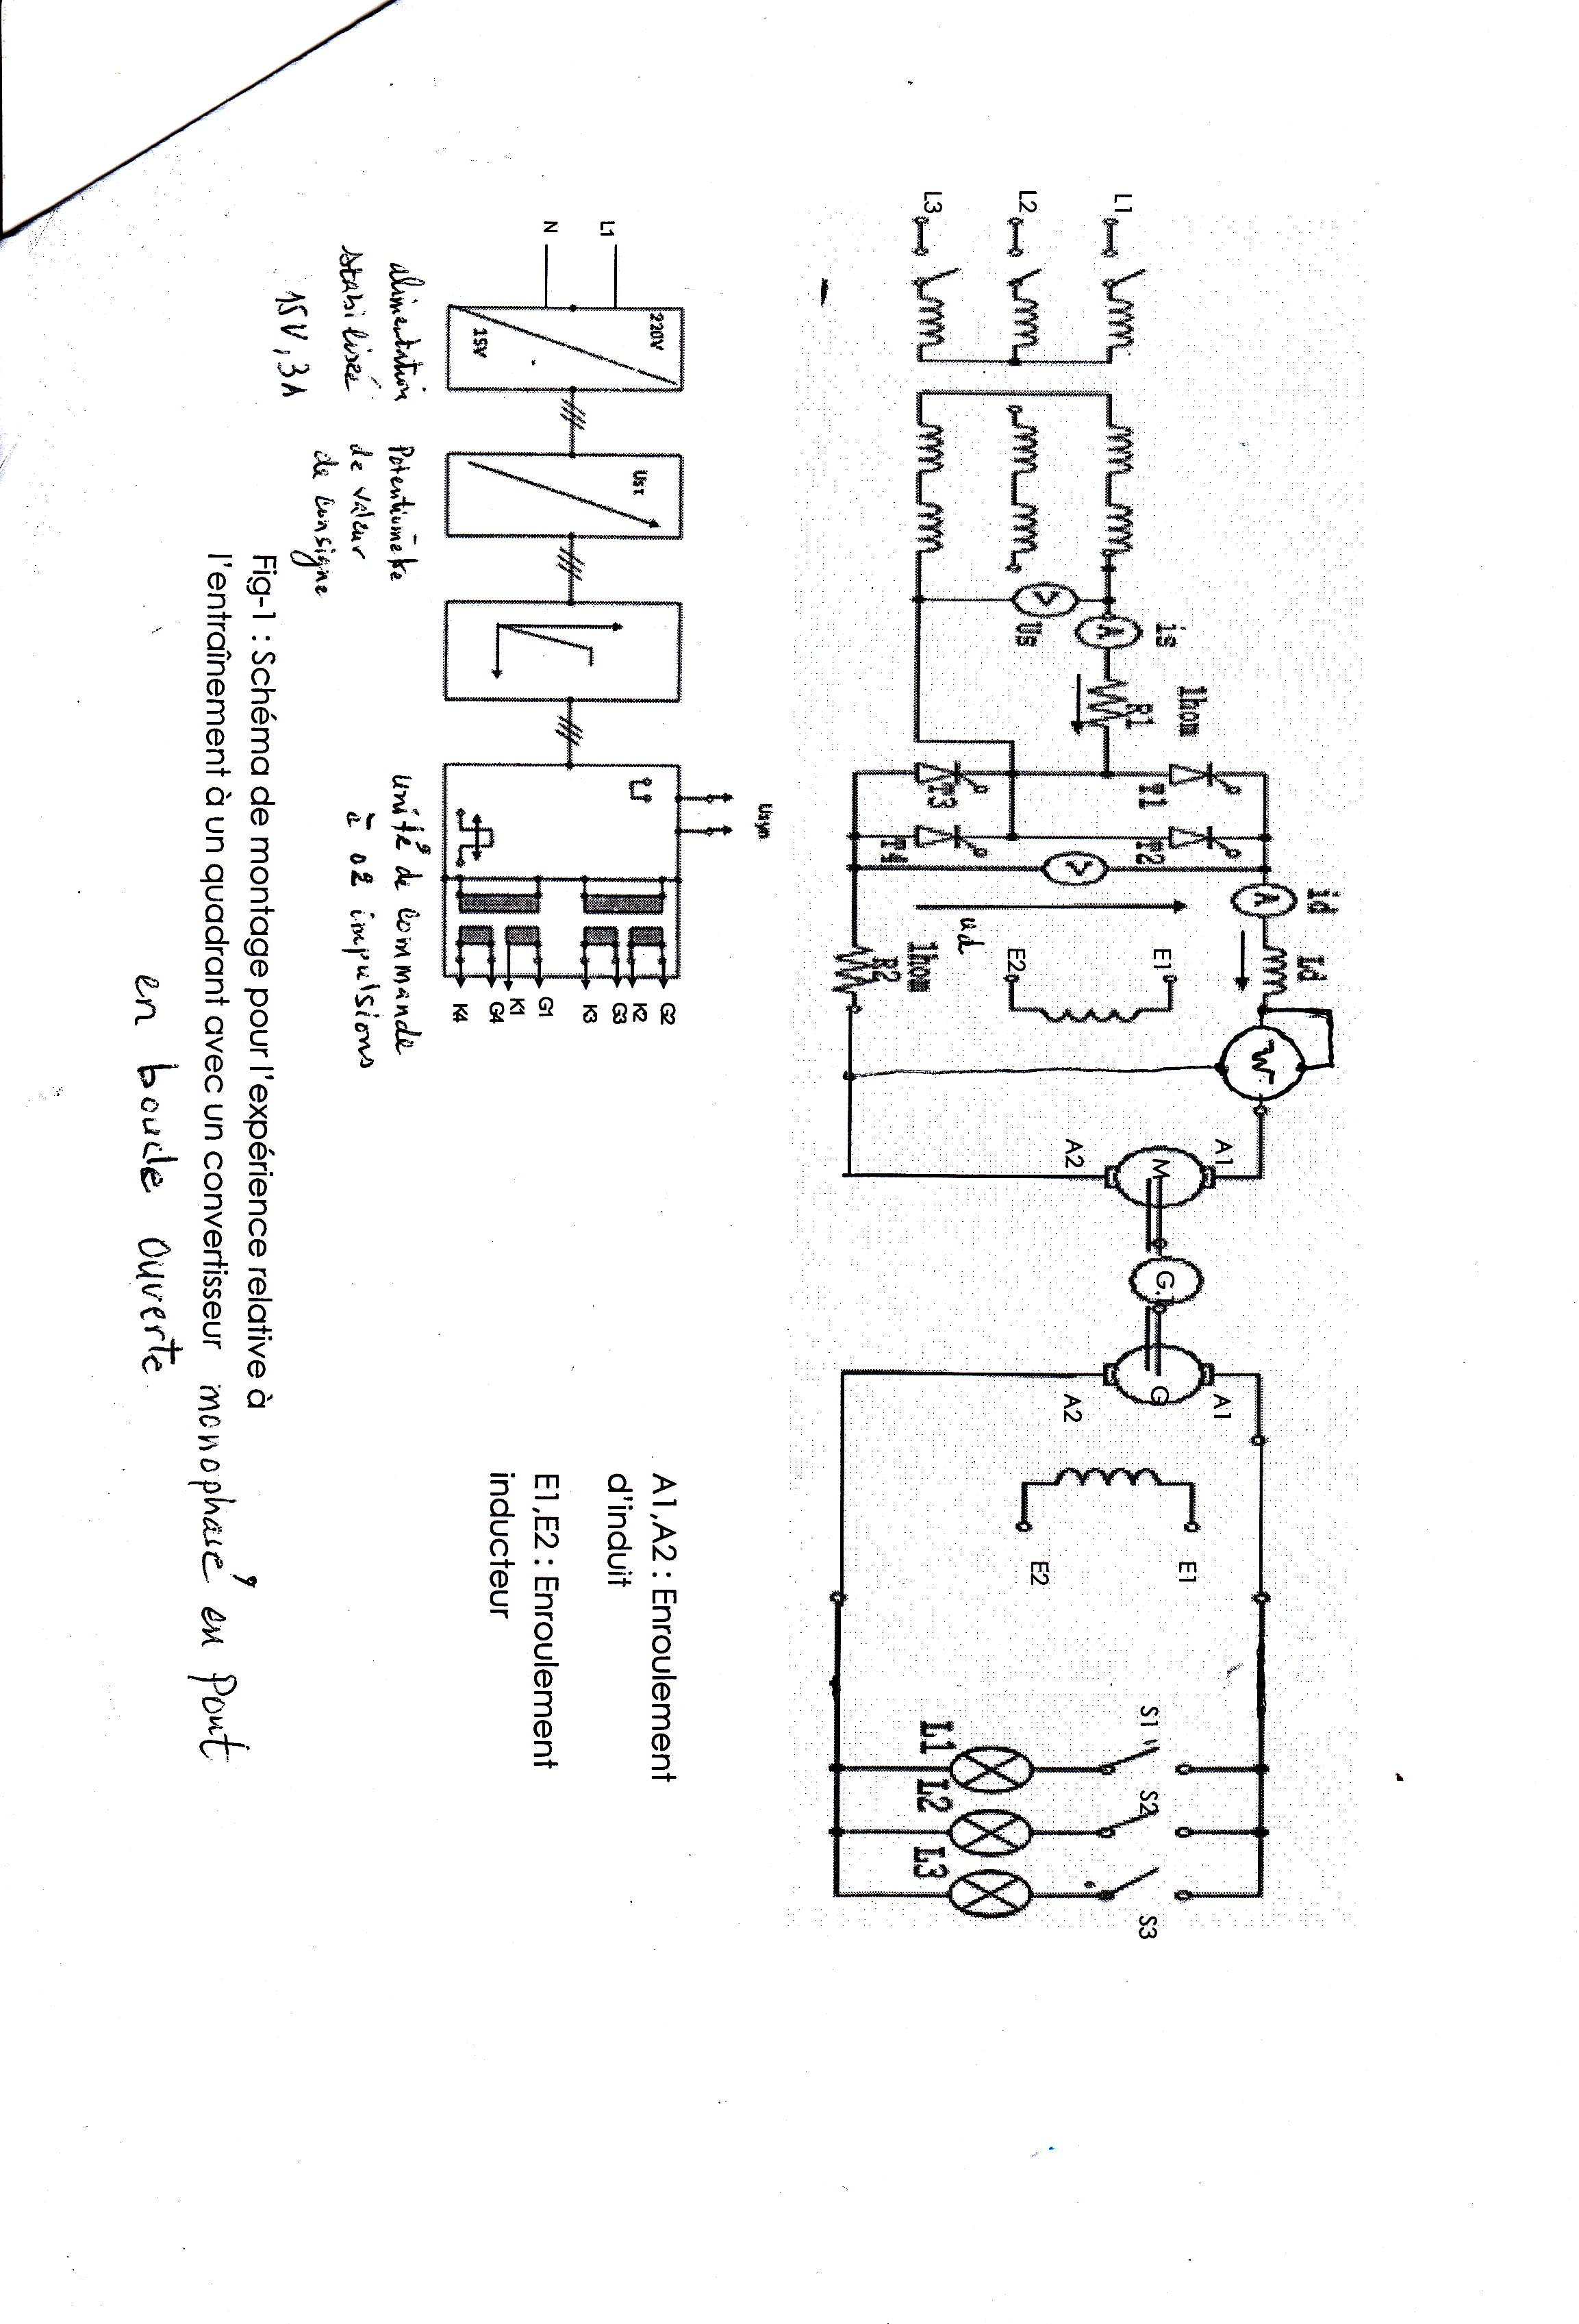 L1
L2
L3
is
Us
1hom
R1
T1
T2
T3
T4
id
Ld
ud
1hom
R2
E1
E2
W
A1
A2
M
G.
G
A1
A2
E1
E2
S1
S2
S3
L1
L2
L3
A
V
V
A
L1
N
220V
15V
Ust
Usyn
G2
K2
G3
K3
G1
K1
G4
K4
alimentation
stabilisée
15V, 3A
Potentiomètre
de valeur
de consigne
unité de commande
à 02 impulsions
A1,A2 : Enroulement
d'induit
E1,E2 : Enroulement
inducteur
Fig-1 : Schéma de montage pour l'expérience relative à
l'entraînement à un quadrant avec un convertisseur monophasé, en Pont
en boucle ouverte